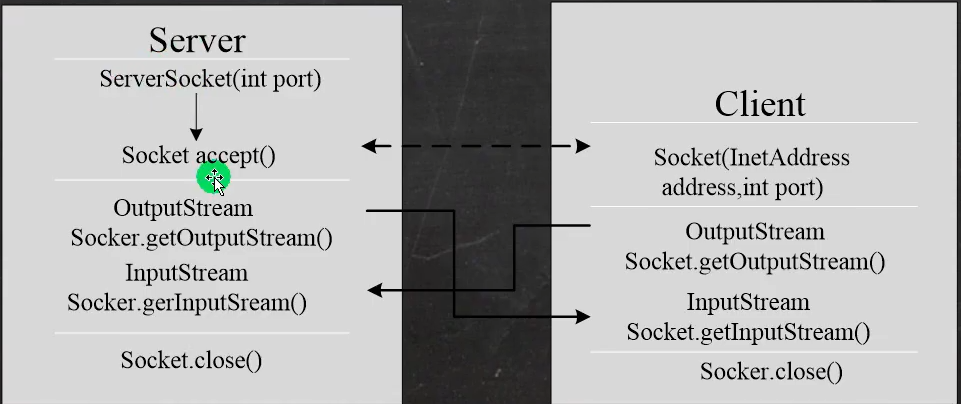 Server
ServerSocket(int port)
Socket accept()
OutputStream
Socker.getOutputStream()
InputStream
Socker.gerInputSream()
Socket.close()
Client
Socket(InetAddress
address,int port)
OutputStream
Socket.getOutputStream()
InputStream
Socket.getInputStream()
Socker.close()